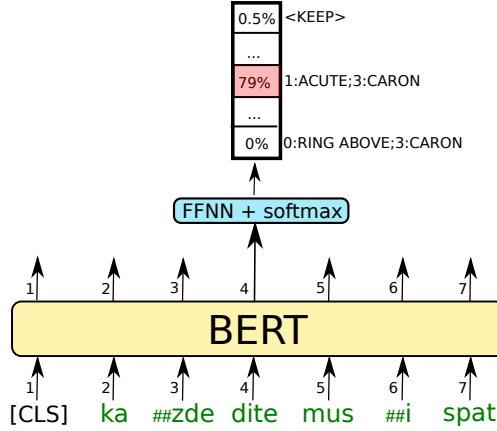 0.5% <KEEP>
...
79% 1:ACUTE;3:CARON
...
0% 0:RING ABOVE;3:CARON
FFNN + softmax
1 2 3 4 5 6 7
BERT
1 2 3 4 5 6 7
[CLS] ka ##zde dite mus ##i spat